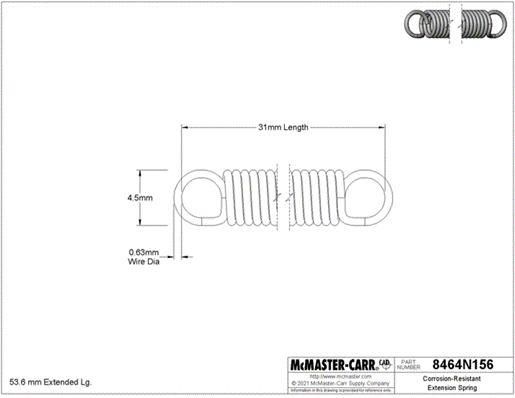 31mm Length
4.5mm
0.63mm
Wire Dia
53.6 mm Extended Lg.
McMASTER-CARR CAD
http://www.mcmaster.com
© 2021 McMaster-Carr Supply Company
Information in this drawing is provided for reference only.
PART
NUMBER
8464N156
Corrosion-Resistant
Extension Spring